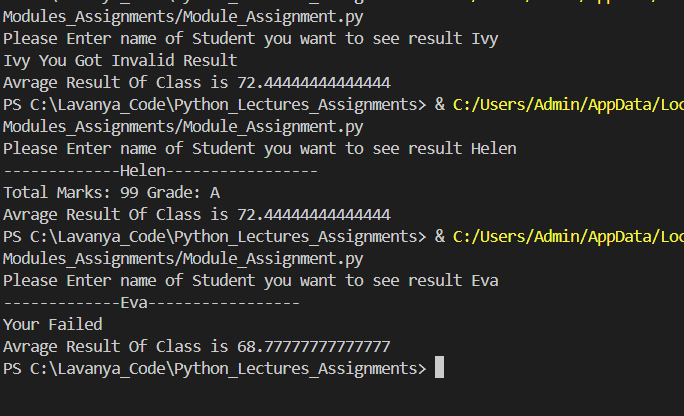 Modules_Assignments/Module_Assignment.py
Please Enter name of Student you want to see result Ivy
Ivy You Got Invalid Result
Avrage Result Of Class is 72.44444444444444
PS C:\Lavanya_Code\Python_Lectures_Assignments> & C:/Users/Admin/AppData/Loc
Modules_Assignments/Module_Assignment.py
Please Enter name of Student you want to see result Helen
-------------Helen-----------------
Total Marks: 99 Grade: A
Avrage Result Of Class is 72.44444444444444
PS C:\Lavanya_Code\Python_Lectures_Assignments> & C:/Users/Admin/AppData/Loc
Modules_Assignments/Module_Assignment.py
Please Enter name of Student you want to see result Eva
-------------Eva-----------------
Your Failed
Avrage Result Of Class is 68.77777777777777
PS C:\Lavanya_Code\Python_Lectures_Assignments>